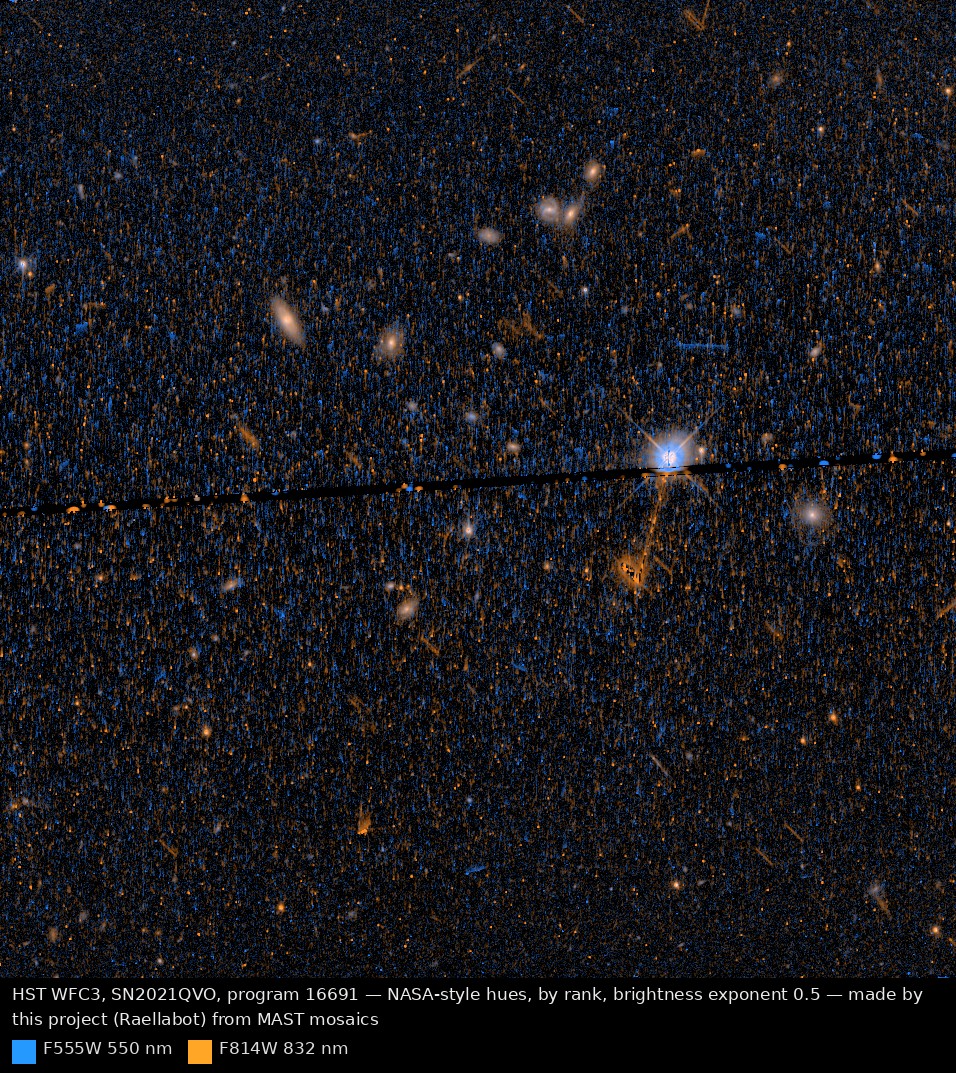 HST WFC3, SN2021QVO, program 16691 — NASA-style hues, by rank, brightness exponent 0.5 — made by
this project (Raellabot) from MAST mosaics
F555W 550 nm F814W 832 nm